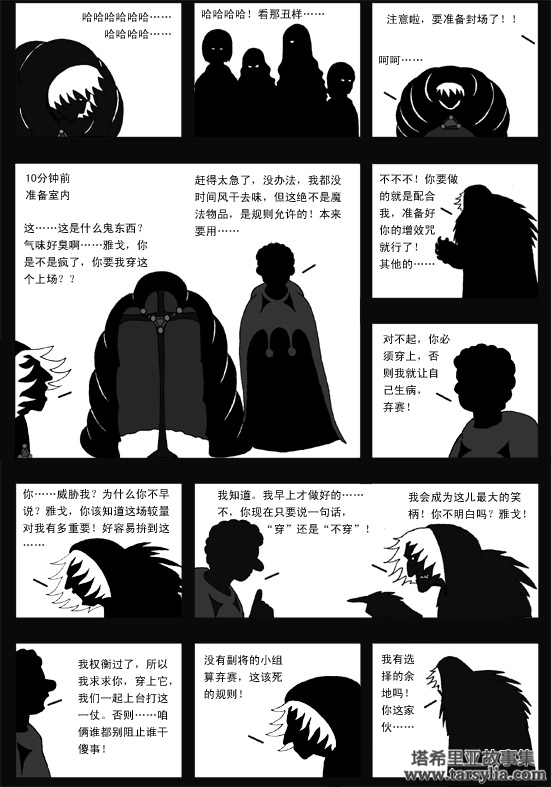 哈哈哈哈哈哈……
哈哈哈哈……
哈哈哈哈！看那丑样……
注意啦，要准备封场了！！
呵呵……
10分钟前
准备室内
这……这是什么鬼东西？
气味好臭啊……雅戈，你
是不是疯了，你要我穿这
个上场？？
赶得太急了，没办法，我都没
时间风干去味，但这绝不是魔
法物品，是规则允许的！本来
要用……
不不不！你要做
的就是配合
我，准备好
你的增效咒
就行了！
其他的……
对不起，你必
须穿上，否
则我就让自
己生病，
弃赛！
你……威胁我？为什么你不早
说？雅戈，你该知道这场较量
对我有多重要！好容易拚到这
……
我知道。我早上才做好的……
不，你现在只要说一句话，
“穿”还是“不穿”！
我会成为这儿最大的笑
柄！你不明白吗？雅戈！
我权衡过了，所以
我求求你，穿上它，
我们一起上台打这
一仗。否则……咱
俩谁都别阻止谁干
傻事！
没有副将的小组
算弃赛，这该死
的规则！
我有选
择的余
地吗！
你这家
伙……
塔希里亚故事集
www.tarsylia.com